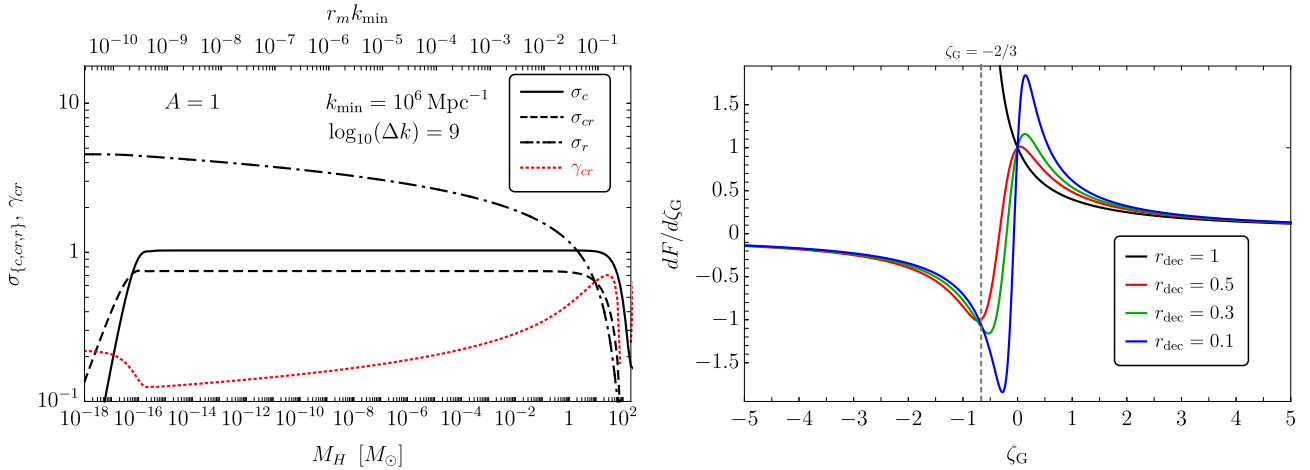 r_m k_min
10^−10 10^−9 10^−8 10^−7 10^−6 10^−5 10^−4 10^−3 10^−2 10^−1
A = 1
k_min = 10^6 Mpc^−1
log_10(Δk) = 9
σ_c
σ_cr
σ_r
γ_cr
σ_{c,cr,r}, γ_cr
10
1
10^−1
10^−18 10^−16 10^−14 10^−12 10^−10 10^−8 10^−6 10^−4 10^−2 1 10^2
M_H [M_⊙]
ζ_G = −2/3
dF/dζ_G
1.5
1
0.5
0
−0.5
−1
−1.5
r_dec = 1
r_dec = 0.5
r_dec = 0.3
r_dec = 0.1
−5 −4 −3 −2 −1 0 1 2 3 4 5
ζ_G